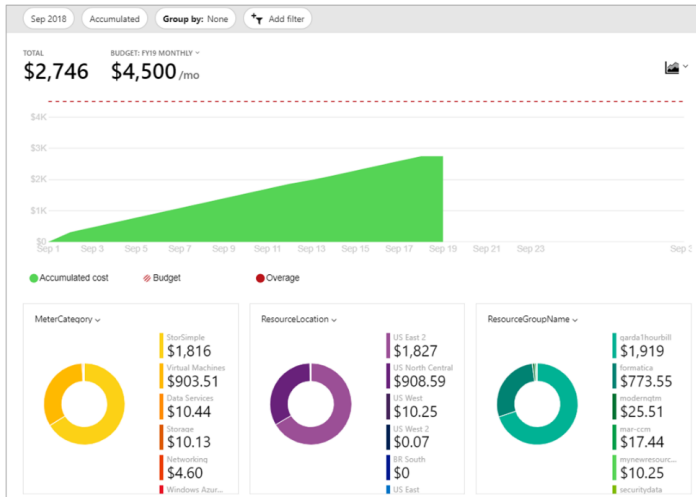 Sep 2018 Accumulated Group by: None Add filter
TOTAL BUDGET: FY19 MONTHLY
$2,746 $4,500 /mo
$4K
$3K
$2K
$1K
$0
Sep 1 Sep 3 Sep 5 Sep 7 Sep 9 Sep 11 Sep 13 Sep 15 Sep 17 Sep 19 Sep 21 Sep 23 Sep
Accumulated cost Budget Overage
MeterCategory
StorSimple
$1,816
Virtual Machines
$903.51
Data Services
$10.44
Storage
$10.13
Networking
$4.60
Windows Azur...
ResourceLocation
US East 2
$1,827
US North Central
$908.59
US West
$10.25
US West 2
$0.07
BR South
$0
US East
ResourceGroupName
garda1hourbill
$1,919
formatica
$773.55
modernqtm
$25.51
mar-ccm
$17.44
mynewresourc...
$10.25
securitydata